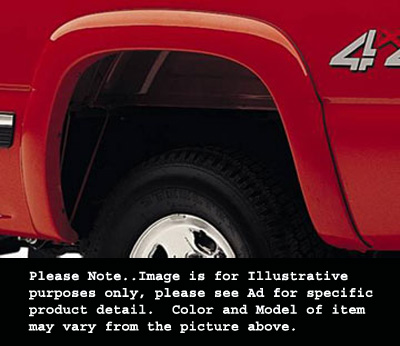 4X
Please Note..Image is for Illustrative
purposes only, please see Ad for specific
product detail.  Color and Model of item
may vary from the picture above.